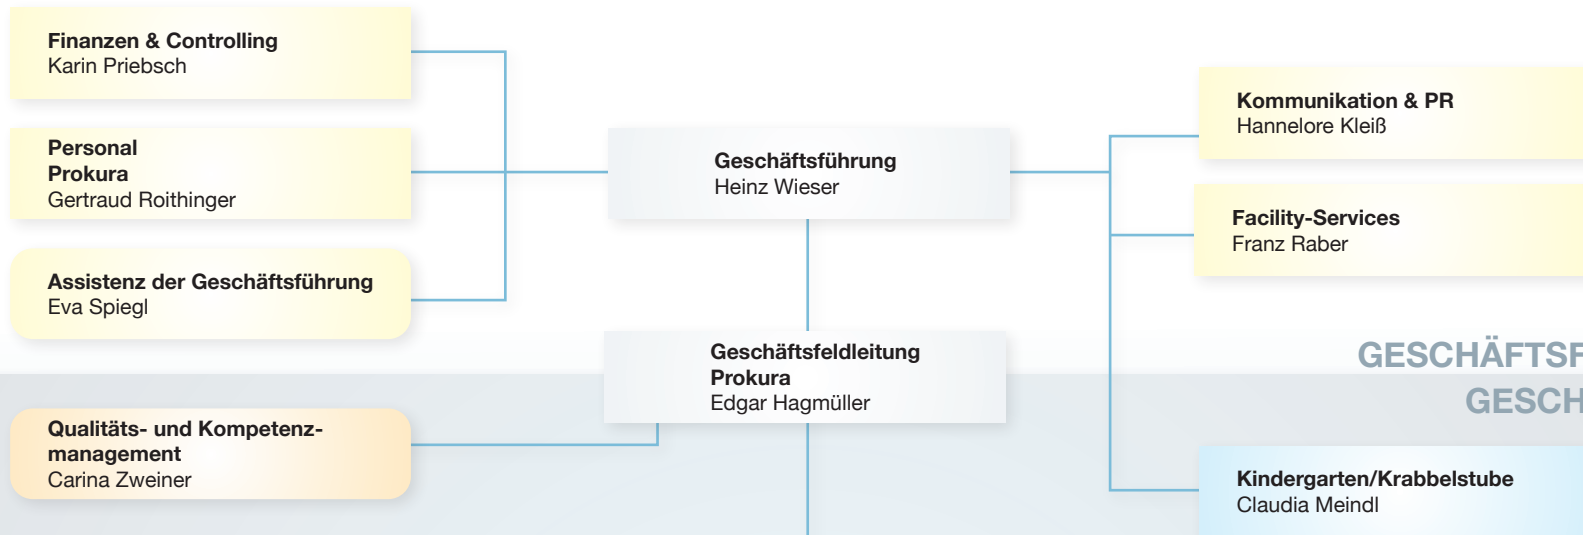 Finanzen & Controlling
Karin Priebsch
Personal
Prokura
Gertraud Roithinger
Assistenz der Geschäftsführung
Eva Spiegl
Geschäftsführung
Heinz Wieser
Kommunikation & PR
Hannelore Kleiß
Facility-Services
Franz Raber
Geschäftsfeldleitung
Prokura
Edgar Hagmüller
GESCHÄFTSF
GESCH
Qualitäts- und Kompetenz-
management
Carina Zweiner
Kindergarten/Krabbelstube
Claudia Meindl